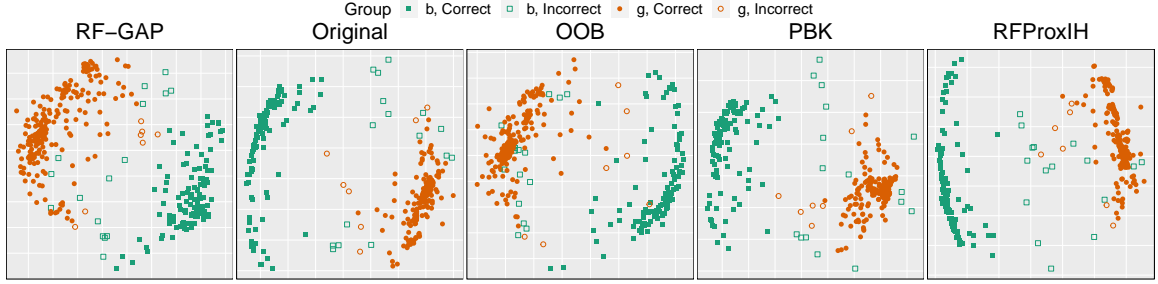 Group b, Correct b, Incorrect g, Correct g, Incorrect
RF−GAP Original OOB PBK RFProxIH